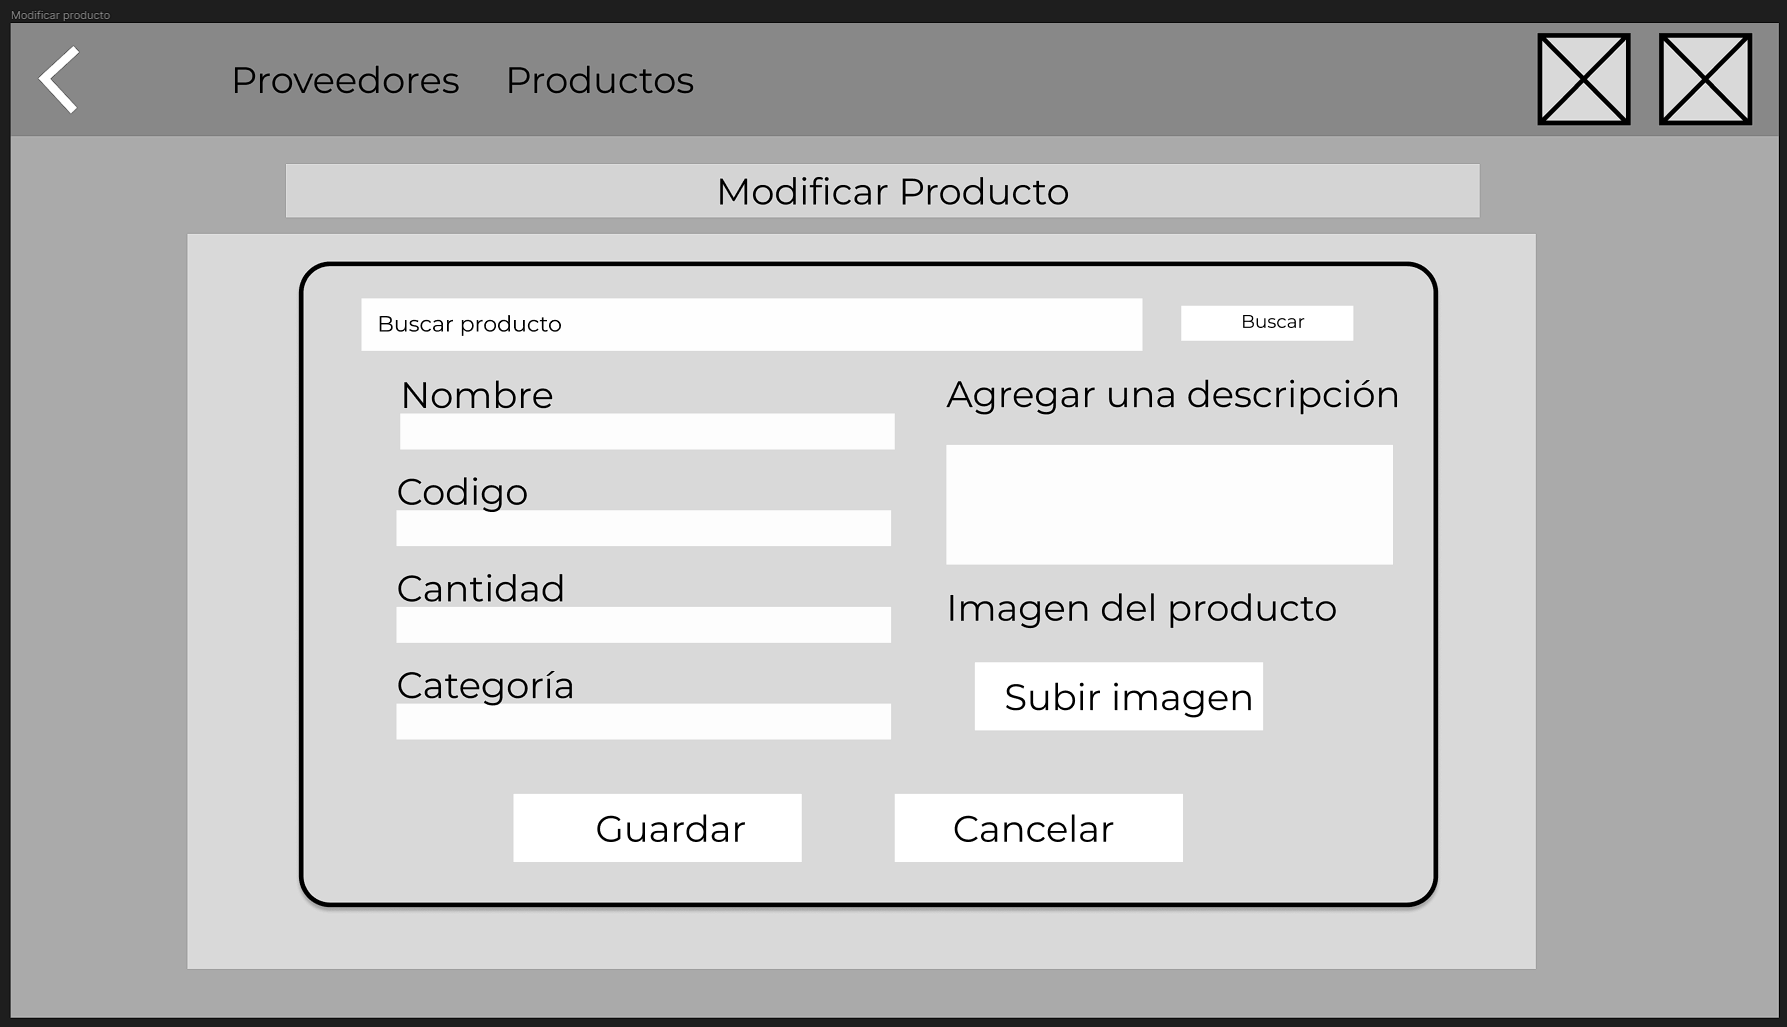 Modificar producto
Proveedores Productos
Modificar Producto
Buscar producto Buscar
Nombre
Codigo
Cantidad
Categoría
Agregar una descripción
Imagen del producto
Subir imagen
Guardar Cancelar